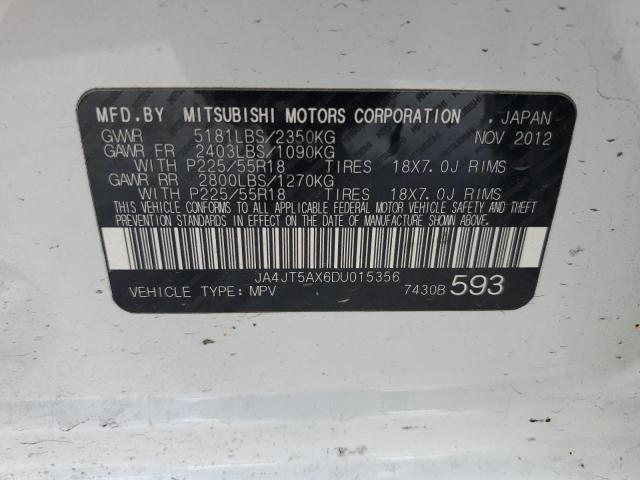 MFD.BY MITSUBISHI MOTORS CORPORATION , JAPAN
GVWR 5181LBS/2350KG NOV 2012
GAWR FR 2403LBS/1090KG
WITH P225/55R18 TIRES 18X7.0J RIMS
GAWR RR 2800LBS/1270KG
WITH P225/55R18 TIRES 18X7.0J RIMS
THIS VEHICLE CONFORMS TO ALL APPLICABLE FEDERAL MOTOR VEHICLE SAFETY AND THEFT
PREVENTION STANDARDS IN EFFECT ON THE DATE OF MANUFACTURE SHOWN ABOVE.
JA4JT5AX6DU015356
VEHICLE TYPE: MPV 7430B 593